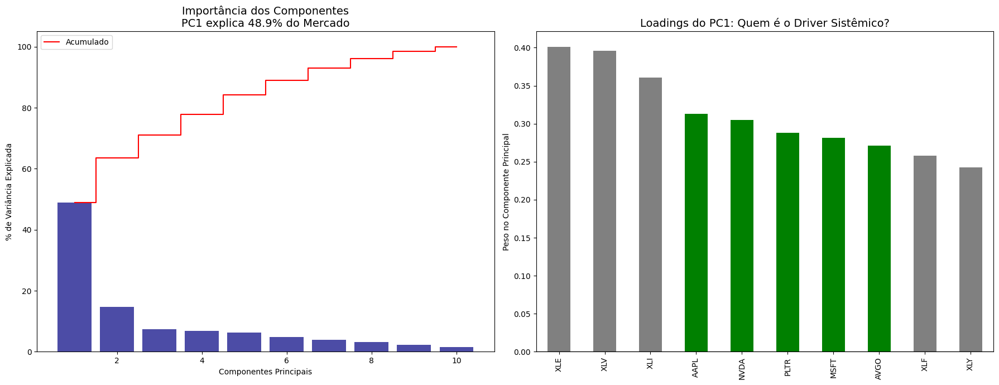 Importância dos Componentes
PC1 explica 48.9% do Mercado
Acumulado
100
80
60
40
20
0
% de Variância Explicada
2
4
6
8
10
Componentes Principais
Loadings do PC1: Quem é o Driver Sistêmico?
0.40
0.35
0.30
0.25
0.20
0.15
0.10
0.05
0.00
Peso no Componente Principal
XLE
XLV
XLI
AAPL
NVDA
PLTR
MSFT
AVGO
XLF
XLY